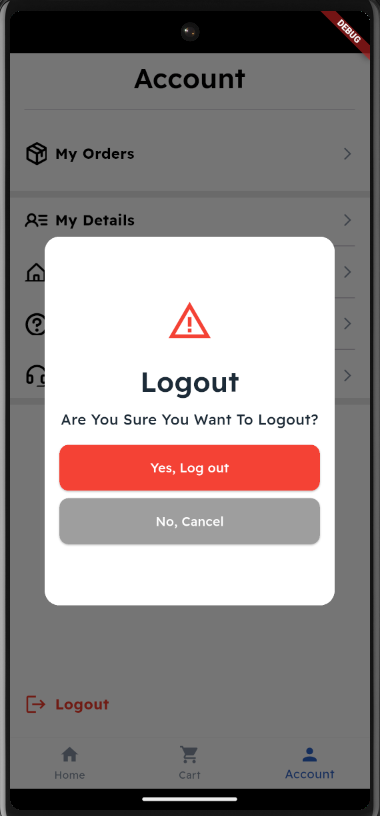 DEBUG
Account
My Orders
My Details
Logout
Are You Sure You Want To Logout?
Yes, Log out
No, Cancel
Logout
Home
Cart
Account